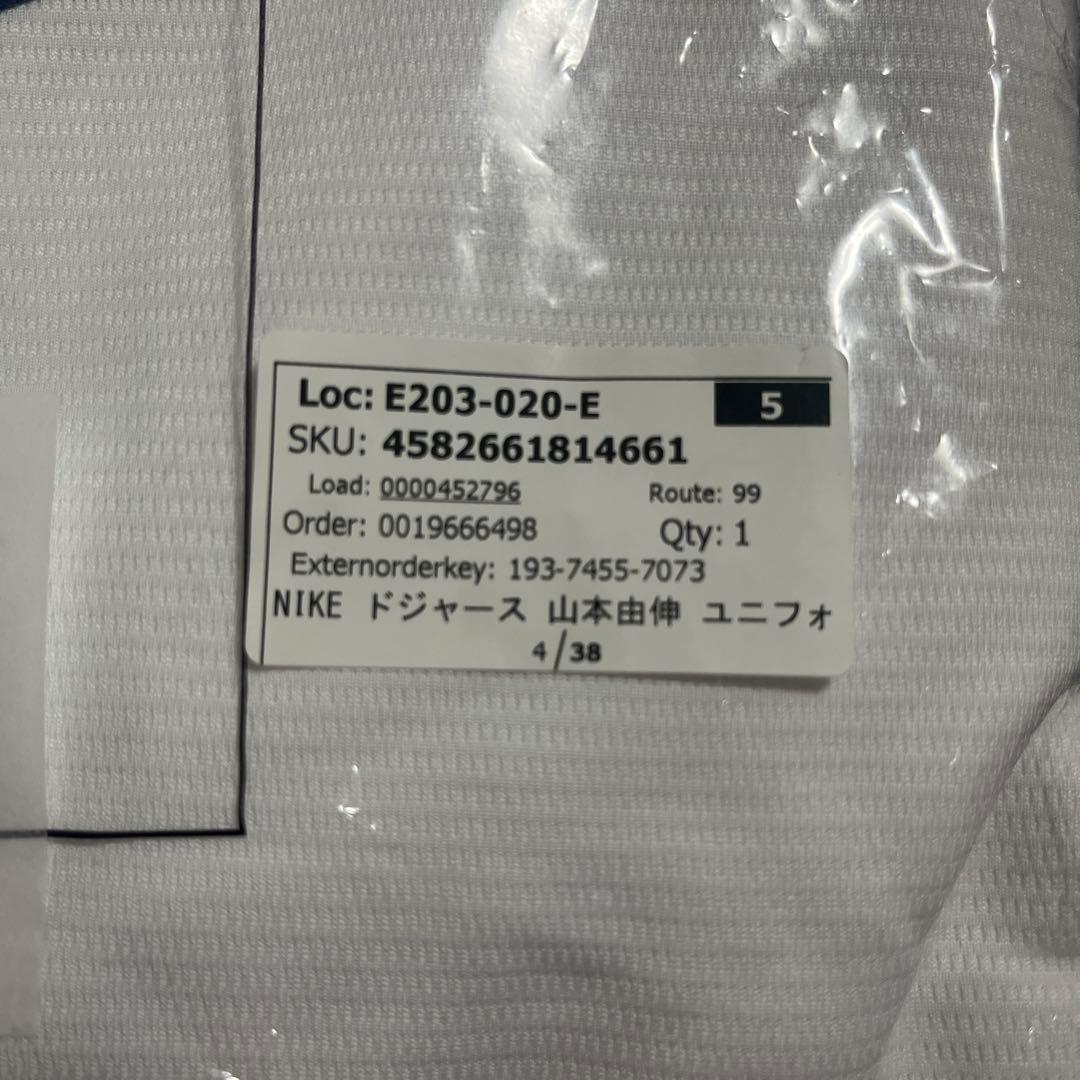 Loc: E203-020-E 5
SKU: 4582661814661
Load: 0000452796 Route: 99
Order: 0019666498 Qty: 1
Externorderkey: 193-7455-7073
NIKE ドジャース 山本由伸 ユニフォ
4/38